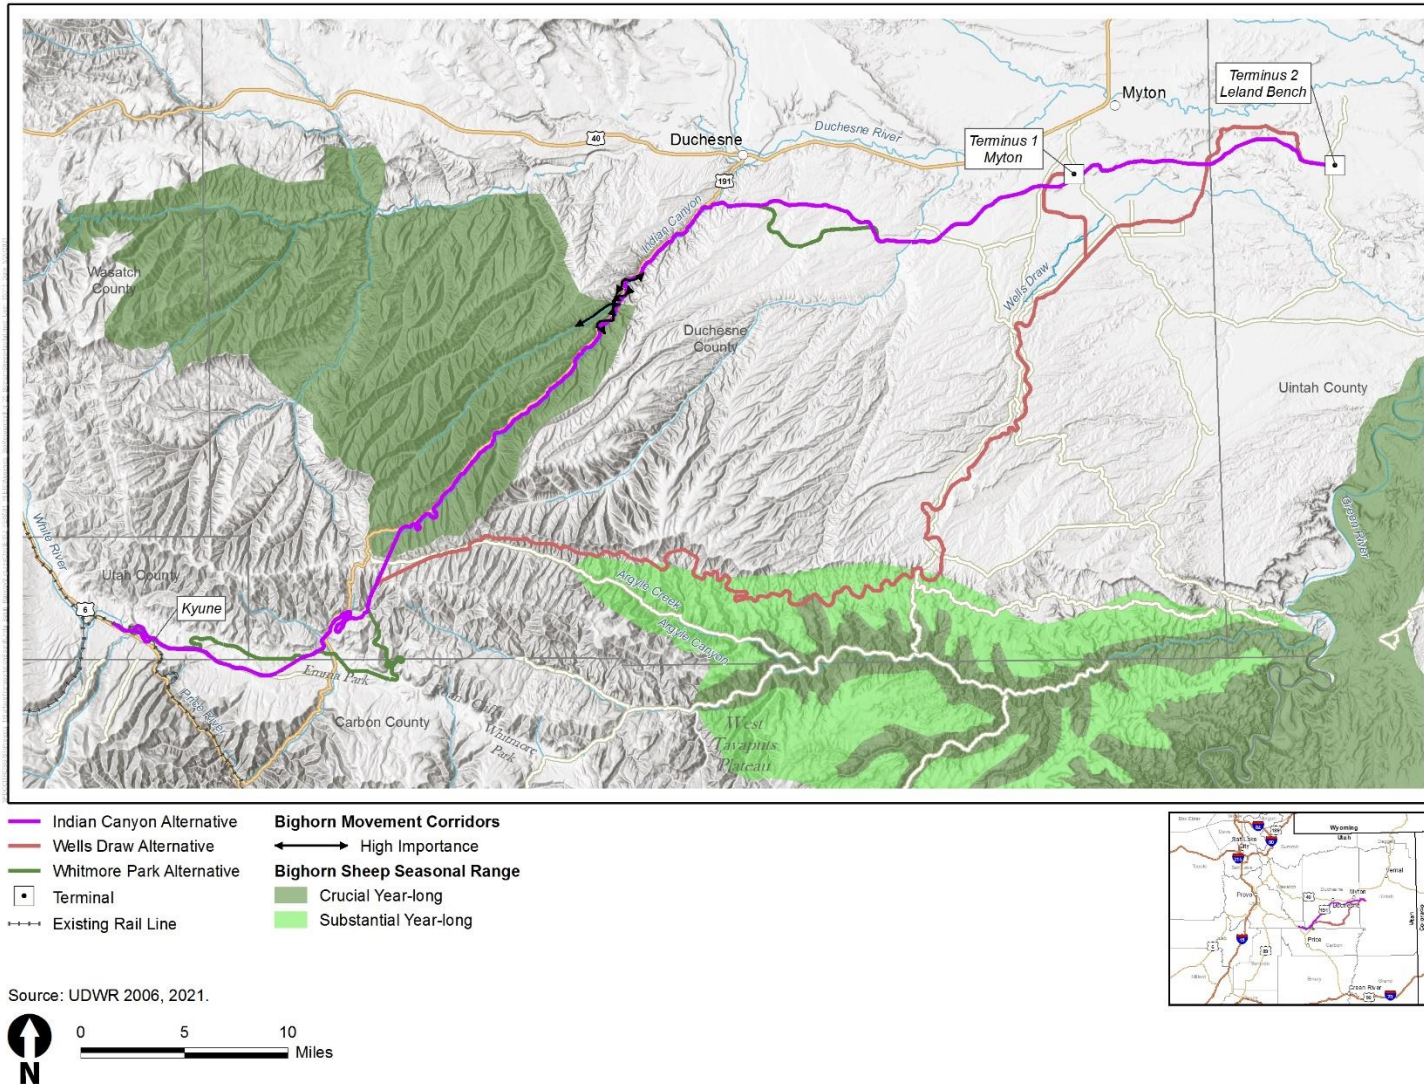 Terminus 2
Leland Bench
Myton
Terminus 1
Myton
Duchesne River
40
Duchesne
191
Indian Canyon
Wasatch
County
Wells Draw
Duchesne
County
Uintah County
Green River
White River
Utah County
Argyle Creek
Kyune
6
Argyle Canyon
Emma Park
Price River
Carbon County
Whitmore
Park
West
Tavaputs
Plateau
Indian Canyon Alternative
Wells Draw Alternative
Whitmore Park Alternative
Terminal
Existing Rail Line
Bighorn Movement Corridors
High Importance
Bighorn Sheep Seasonal Range
Crucial Year-long
Substantial Year-long
Wyoming
Utah
Salt Lake
City
Vernal
Provo
Myton
Duchesne
Price
Green River
Source: UDWR 2006, 2021.
0 5 10
Miles
N